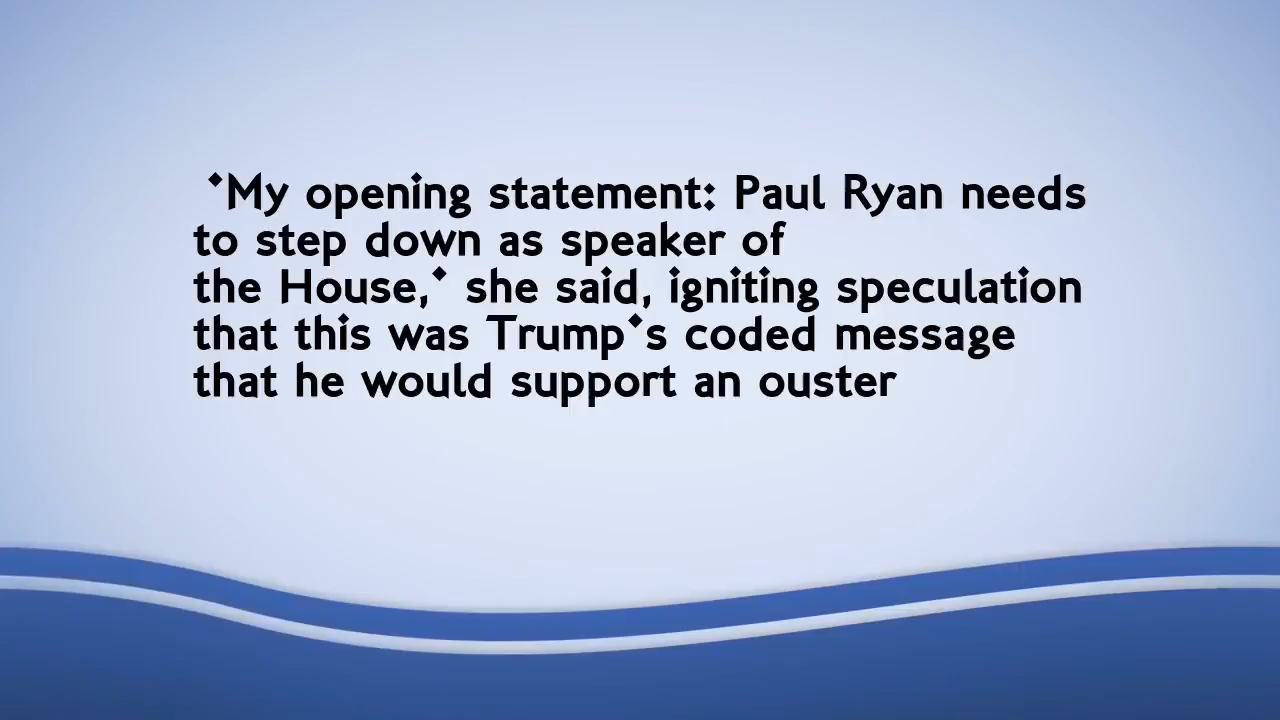 "My opening statement: Paul Ryan needs
to step down as speaker of
the House," she said, igniting speculation
that this was Trump's coded message
that he would support an ouster